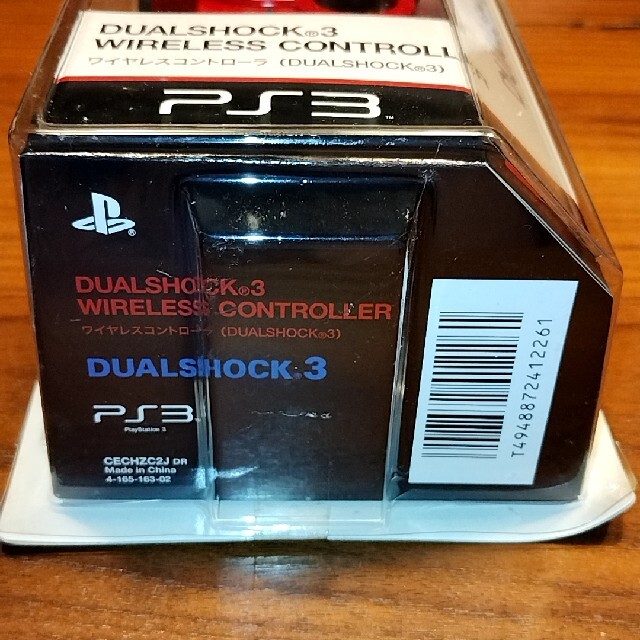 DUALSHOCK®3
WIRELESS CONTROLL
ワイヤレスコントローラ (DUALSHOCK®3)
PS3™
DUALSHOCK®3
WIRELESS CONTROLLER
ワイヤレスコントローラ (DUALSHOCK®3)
DUALSHOCK®3
PS3
PlayStation 3
CECHZC2J DR
Made in China
4-165-163-02
T4948872412261